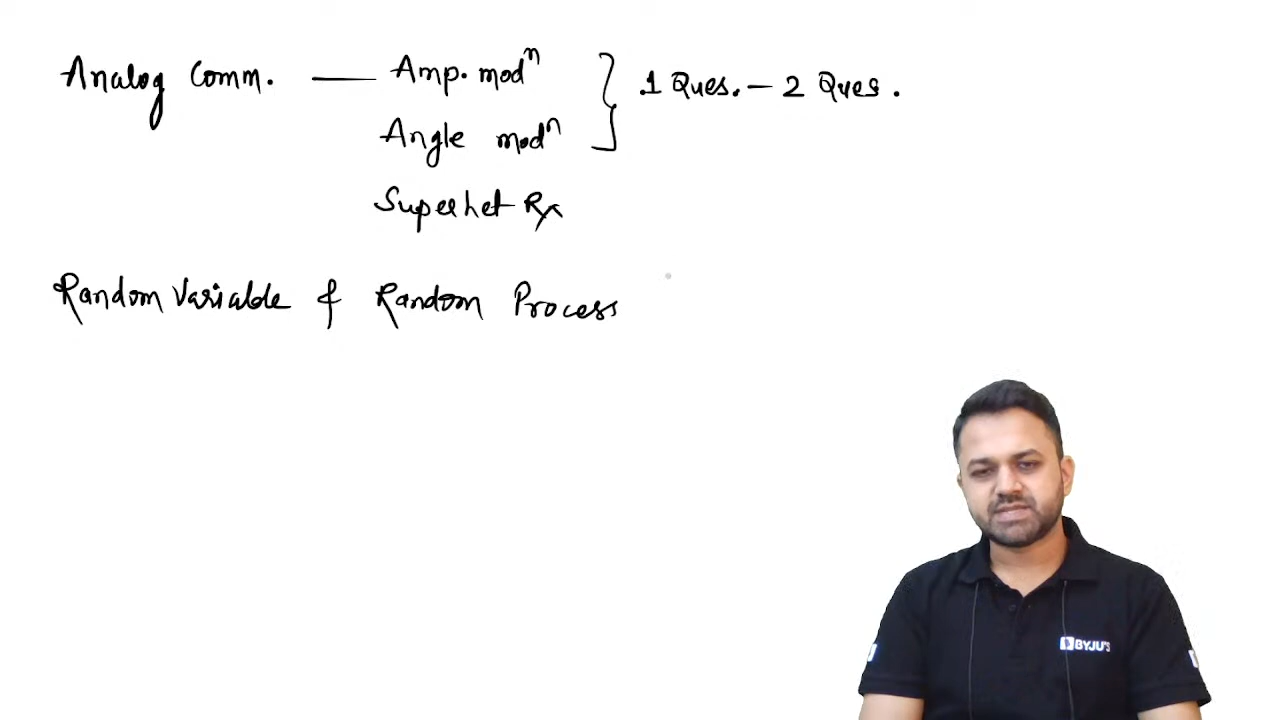 Analog Comm. — Amp. modⁿ } 1 Ques. – 2 Ques.
Angle modⁿ
Superhet Rx
Random Variable & Random Process
BYJU'S